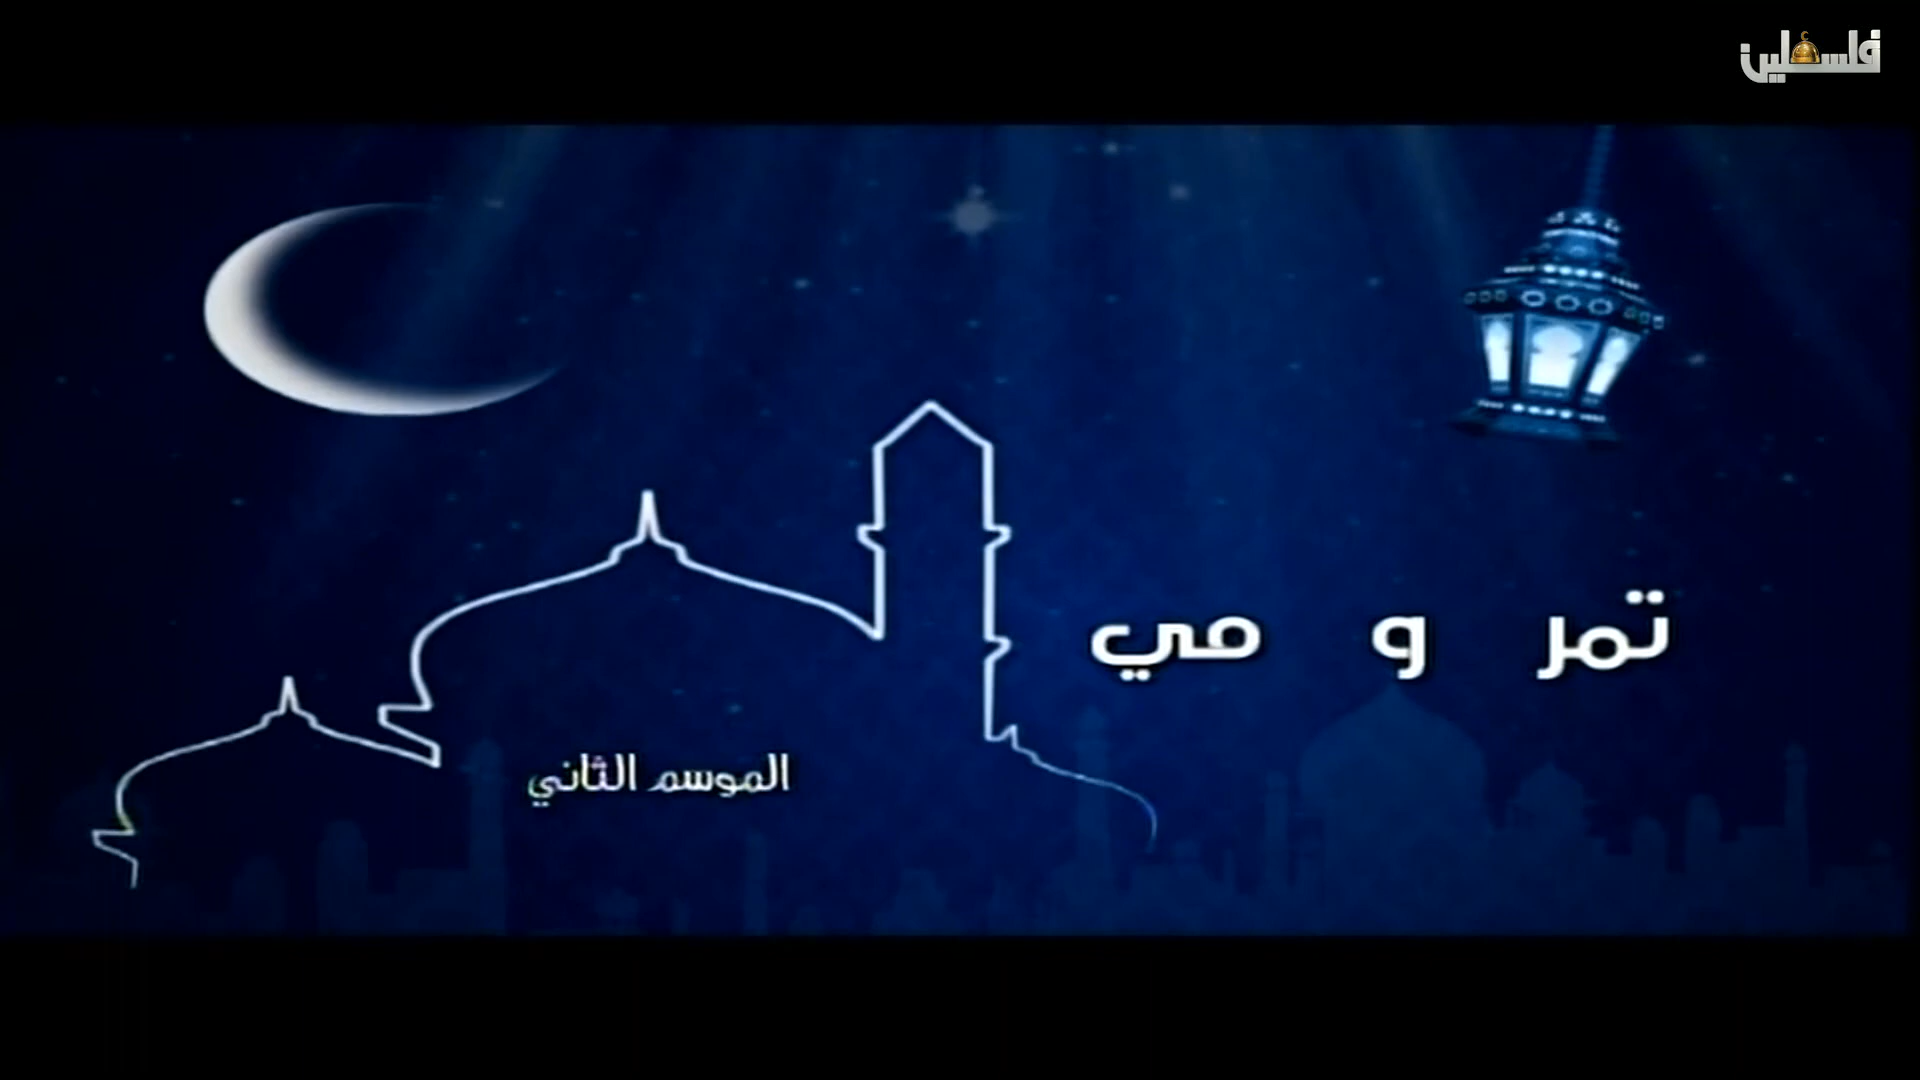 فلسطين
تمر و مي
الموسم الثاني